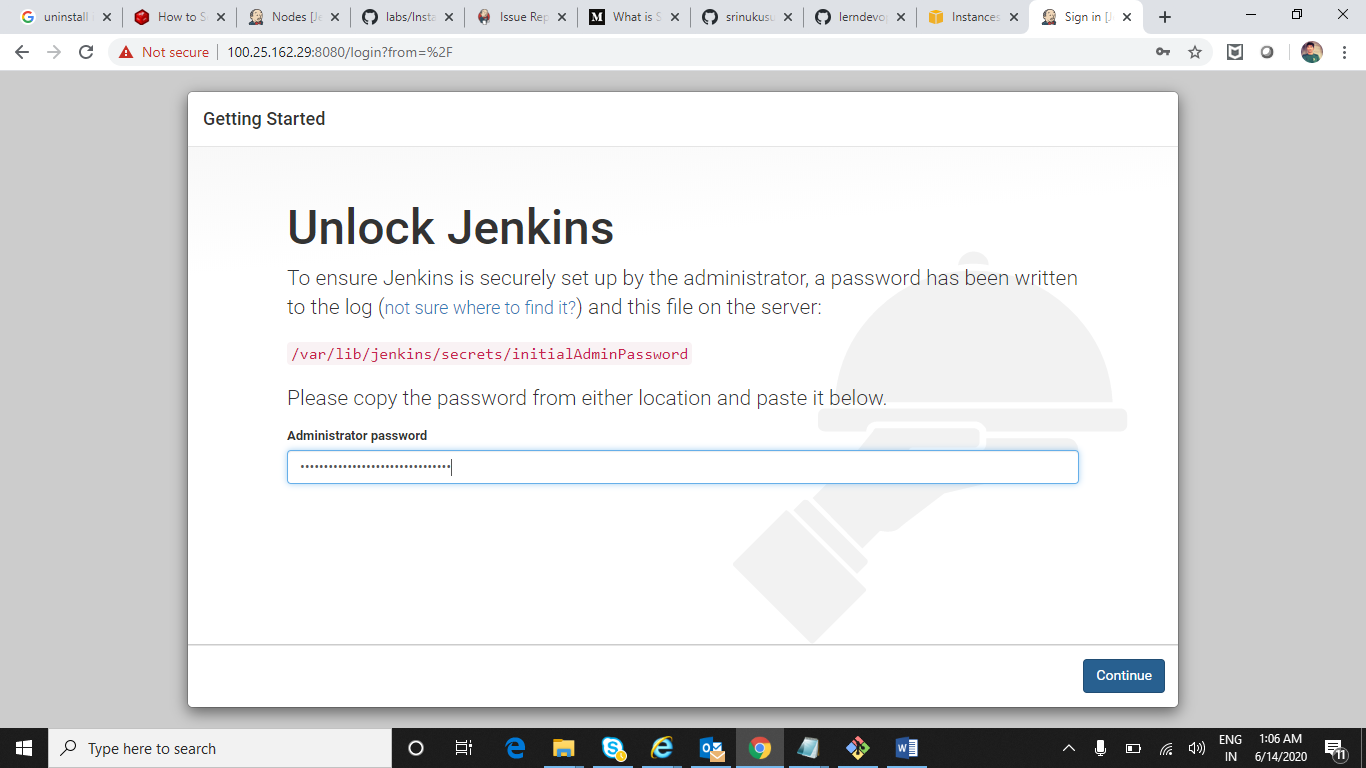 uninstall
How to S
Nodes [Je
labs/Insta
Issue Rep
What is S
srinukusu
lerndevop
Instances
Sign in [J
Not secure
100.25.162.29:8080/login?from=%2F
Getting Started
Unlock Jenkins
To ensure Jenkins is securely set up by the administrator, a password has been written
to the log (not sure where to find it?) and this file on the server:
/var/lib/jenkins/secrets/initialAdminPassword
Please copy the password from either location and paste it below.
Administrator password
Continue
Type here to search
ENG
IN
1:06 AM
6/14/2020
11